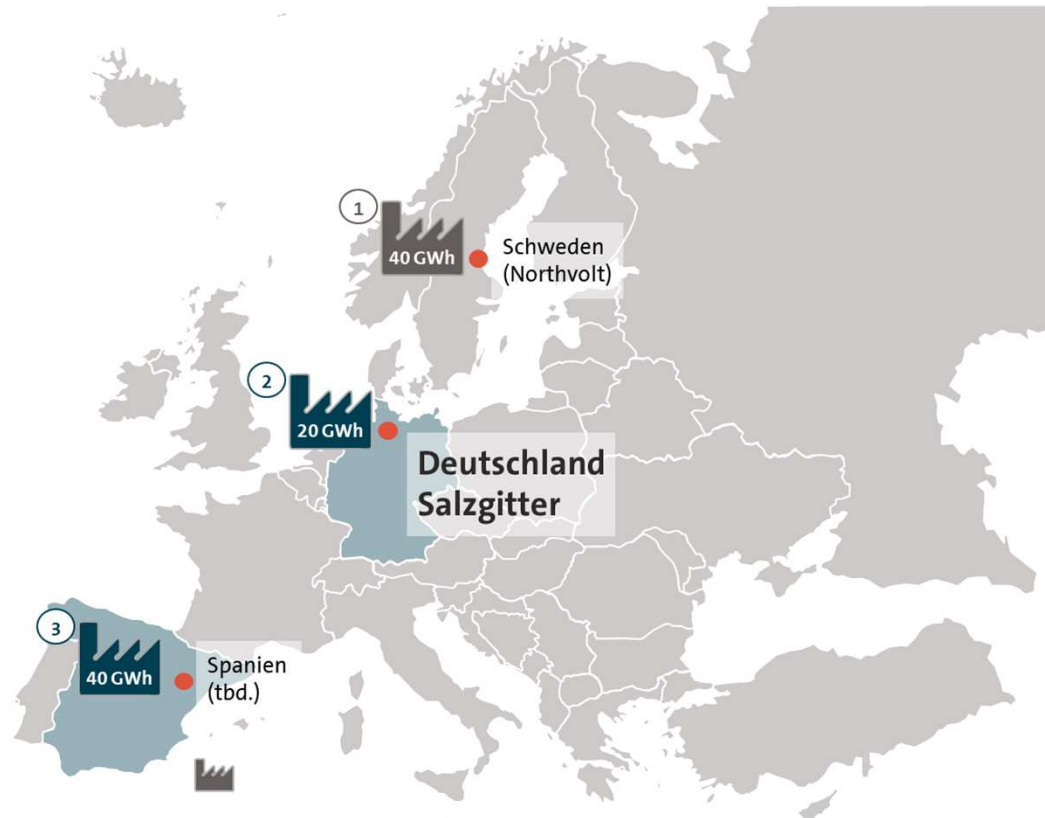 1
40 GWh
Schweden
(Northvolt)
2
20 GWh
Deutschland
Salzgitter
3
40 GWh
Spanien
(tbd.)